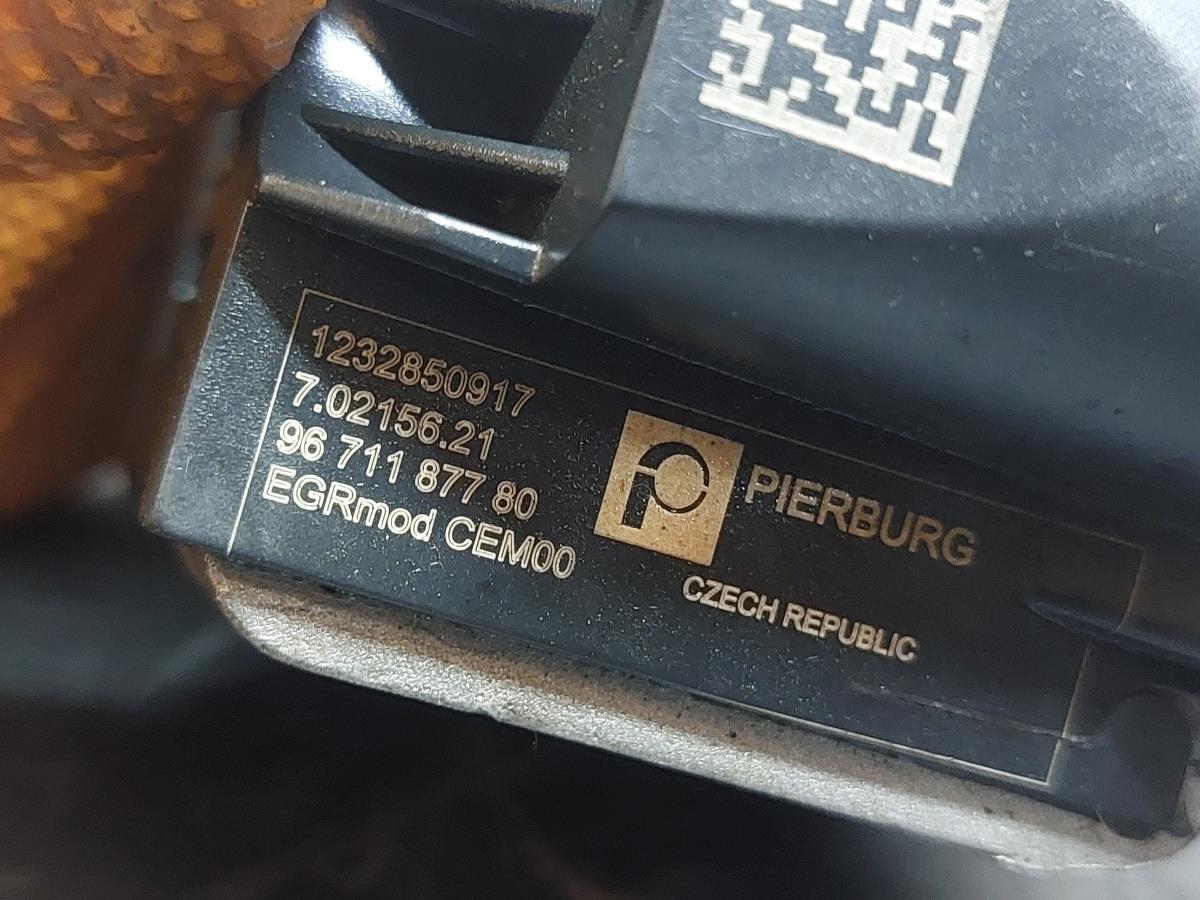 1232850917
7.02156.21
96 711 877 80
EGRmod CEM00
PIERBURG
CZECH REPUBLIC